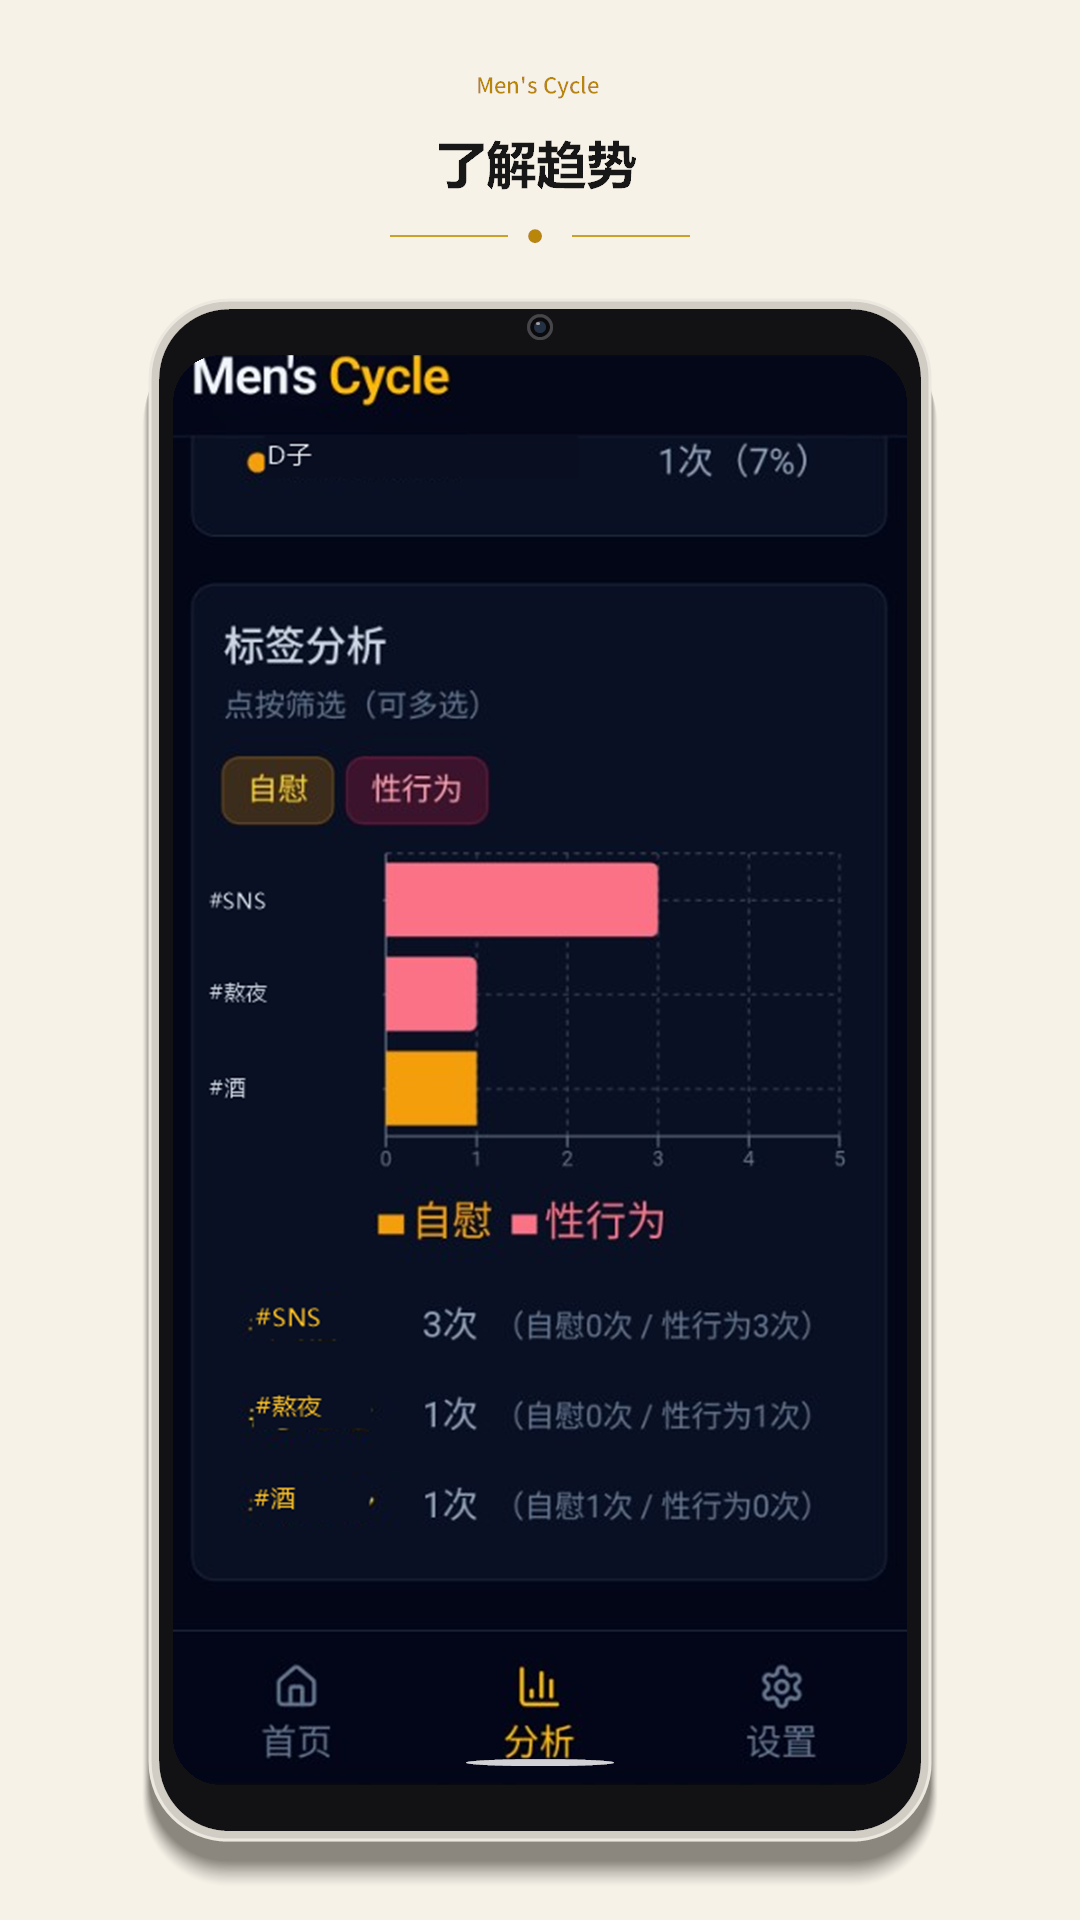 Men's Cycle
了解趋势
Men's Cycle
D子 1次（7%）
标签分析
点按筛选（可多选）
自慰 性行为
#SNS
#熬夜
#酒
0 1 2 3 4 5
自慰 性行为
#SNS 3次 （自慰0次 / 性行为3次）
#熬夜 1次 （自慰0次 / 性行为1次）
#酒 1次 （自慰1次 / 性行为0次）
首页 分析 设置